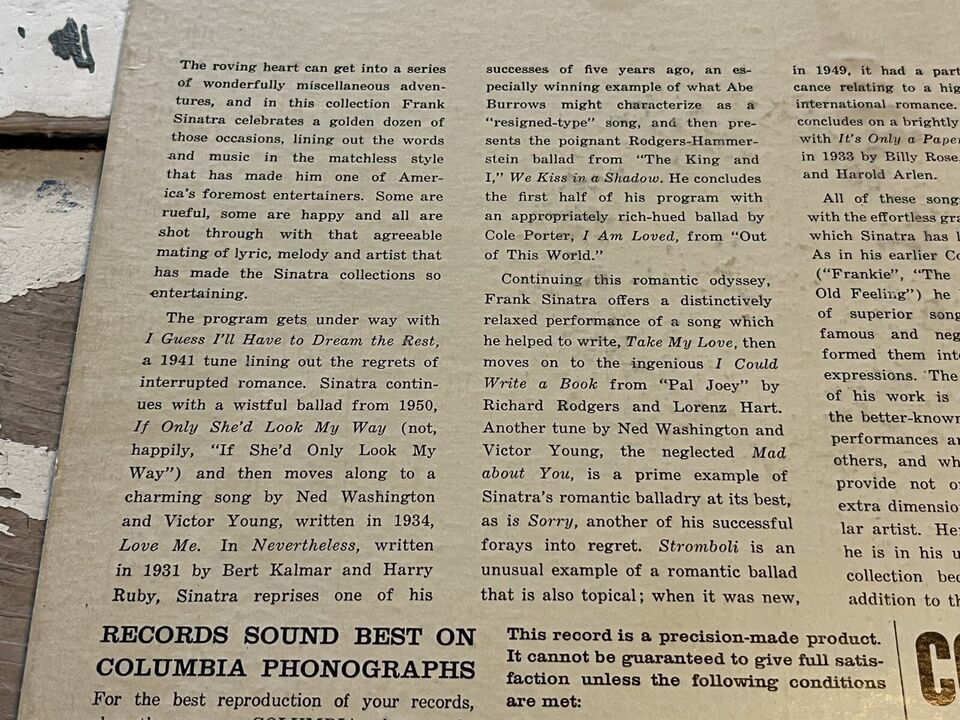 The roving heart can get into a series
of wonderfully miscellaneous adven-
tures, and in this collection Frank
Sinatra celebrates a golden dozen of
those occasions, lining out the words
and music in the matchless style
that has made him one of Amer-
ica's foremost entertainers. Some are
rueful, some are happy and all are
shot through with that agreeable
mating of lyric, melody and artist that
has made the Sinatra collections so
entertaining.
The program gets under way with
I Guess I'll Have to Dream the Rest,
a 1941 tune lining out the regrets of
interrupted romance. Sinatra contin-
ues with a wistful ballad from 1950,
If Only She'd Look My Way (not,
happily, "If She'd Only Look My
Way") and then moves along to a
charming song by Ned Washington
and Victor Young, written in 1934,
Love Me. In Nevertheless, written
in 1931 by Bert Kalmar and Harry
Ruby, Sinatra reprises one of his
successes of five years ago, an es-
pecially winning example of what Abe
Burrows might characterize as a
"resigned-type" song, and then pre-
sents the poignant Rodgers-Hammer-
stein ballad from "The King and
I," We Kiss in a Shadow. He concludes
the first half of his program with
an appropriately rich-hued ballad by
Cole Porter, I Am Loved, from "Out
of This World."
Continuing this romantic odyssey,
Frank Sinatra offers a distinctively
relaxed performance of a song which
he helped to write, Take My Love, then
moves on to the ingenious I Could
Write a Book from "Pal Joey" by
Richard Rodgers and Lorenz Hart.
Another tune by Ned Washington and
Victor Young, the neglected Mad
about You, is a prime example of
Sinatra's romantic balladry at its best,
as is Sorry, another of his successful
forays into regret. Stromboli is an
unusual example of a romantic ballad
that is also topical; when it was new,
in 1949, it had a part
cance relating to a hig
international romance.
concludes on a brightly
with It's Only a Paper
in 1933 by Billy Rose
and Harold Arlen.
All of these song
with the effortless gra
which Sinatra has
As in his earlier Co
("Frankie", "The
Old Feeling") he
of superior song
famous and neg
formed them int
expressions. The
of his work is
the better-known
performances a
others, and wh
provide not o
extra dimensio
lar artist. He
he is in his u
collection bec
addition to th
RECORDS SOUND BEST ON
COLUMBIA PHONOGRAPHS
For the best reproduction of your records,
This record is a precision-made product.
It cannot be guaranteed to give full satis-
faction unless the following conditions
are met:
CO